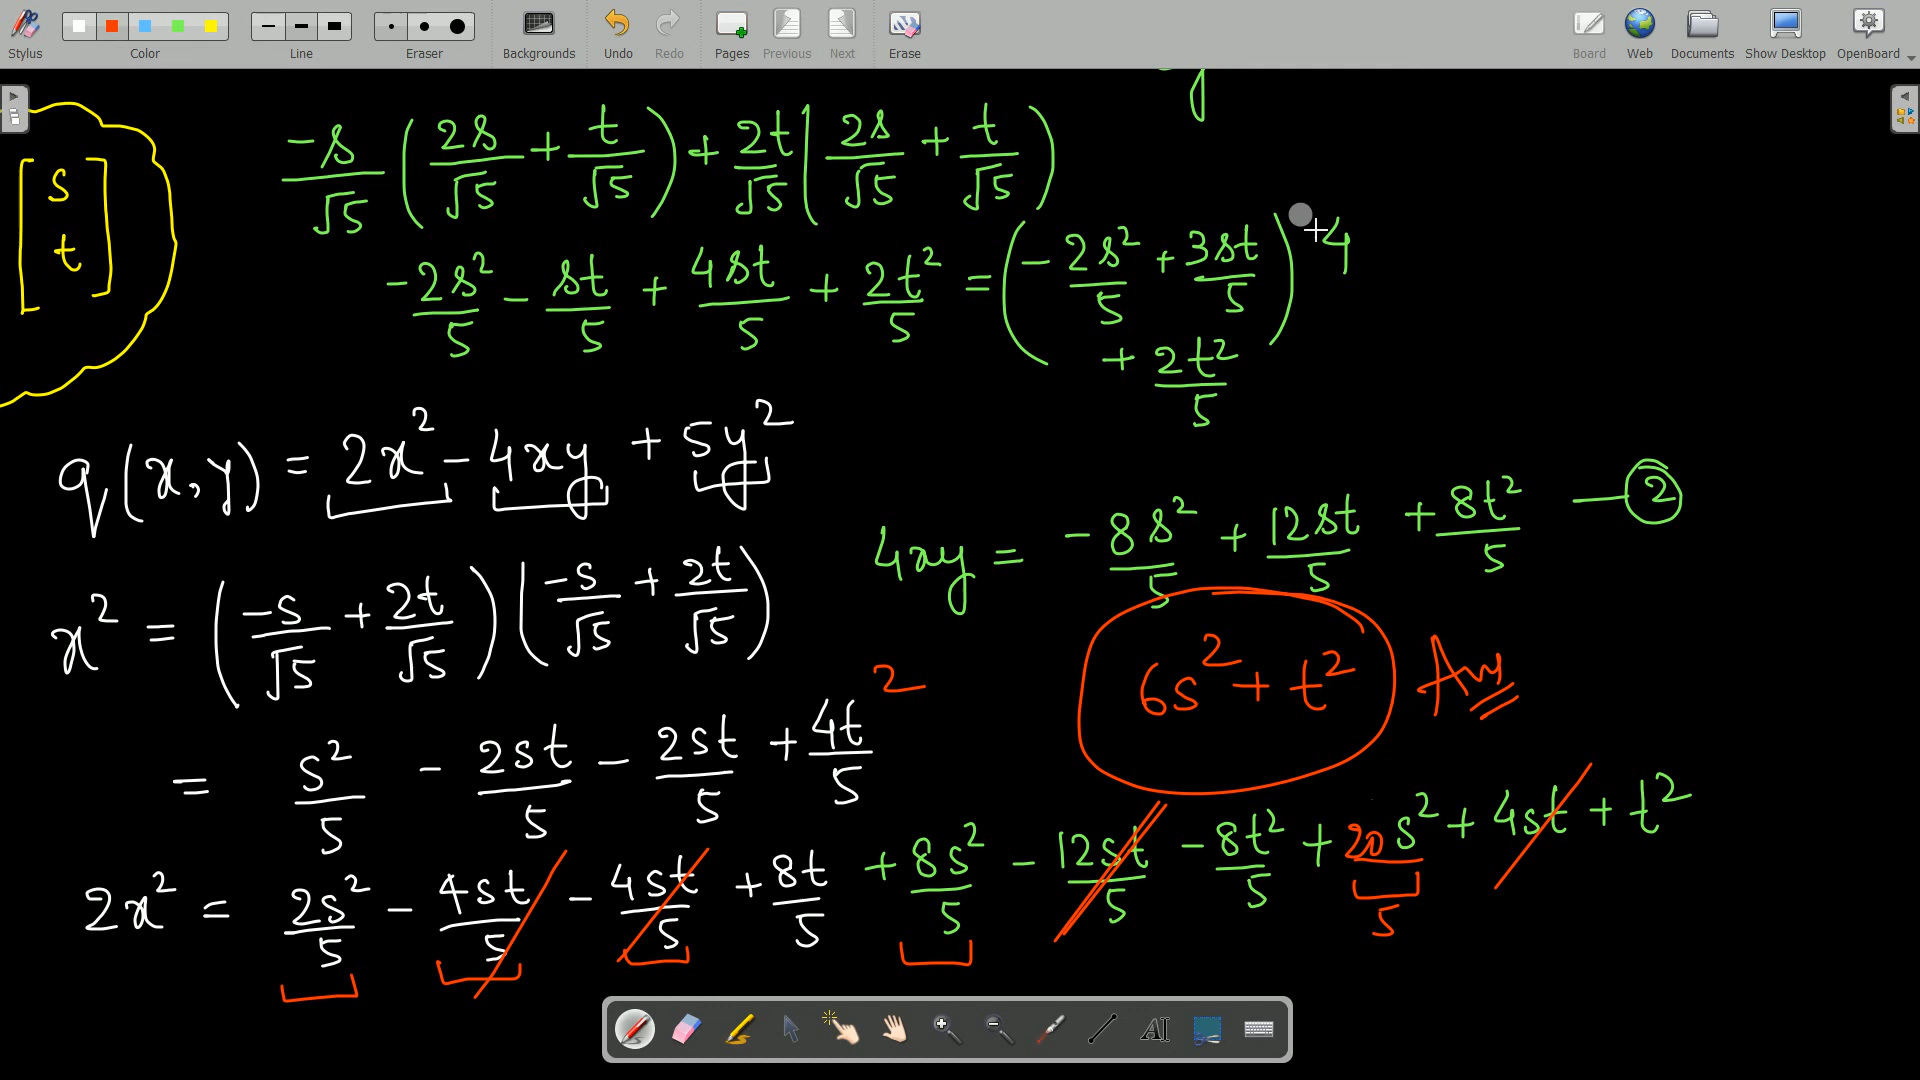 Stylus Color Line Eraser Backgrounds Undo Redo Pages Previous Next Erase Board Web Documents Show Desktop OpenBoard
y
[s
t]
-s/√5 (2s/√5 + t/√5) + 2t/√5 (2s/√5 + t/√5)
-2s²/5 - st/5 + 4st/5 + 2t²/5 = (-2s²/5 + 3st/5 + 2t²/5) 4
q(x,y) = 2x² - 4xy + 5y²
4xy = -8s²/5 + 12st/5 + 8t²/5 — ②
x² = (-s/√5 + 2t/√5)(-s/√5 + 2t/√5)
6s² + t² Ans
= s²/5 - 2st/5 - 2st/5 + 4t²/5
2x² = 2s²/5 - 4st/5 - 4st/5 + 8t/5 + 8s²/5 - 12st/5 - 8t²/5 + 20s²/5 + 4st + t²
AI